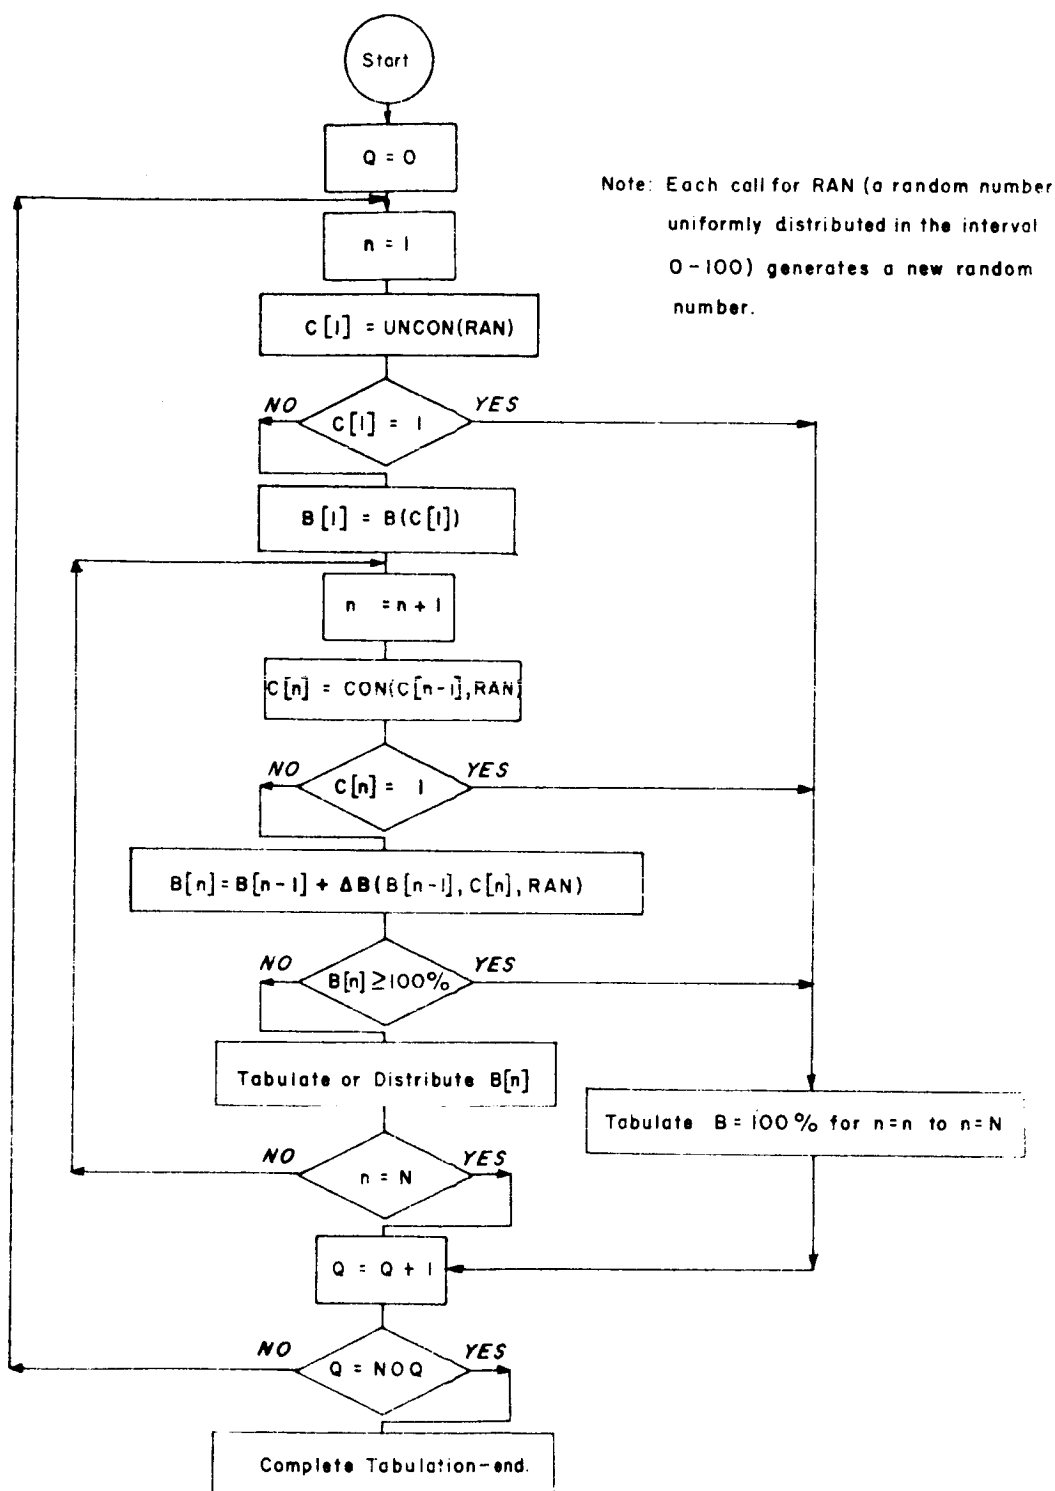 Start
Q = 0
Note: Each call for RAN (a random number
uniformly distributed in the interval
0-100) generates a new random
number.
n = 1
C[1] = UNCON(RAN)
NO
YES
C[1] = 1
B[1] = B(C[1])
n = n + 1
C[n] = CON(C[n-1], RAN)
NO
YES
C[n] = 1
B[n] = B[n-1] + ΔB(B[n-1], C[n], RAN)
NO
YES
B[n] ≥ 100%
Tabulate or Distribute B[n]
Tabulate B = 100% for n=n to n=N
NO
YES
n = N
Q = Q + 1
NO
YES
Q = NOQ
Complete Tabulation-end.